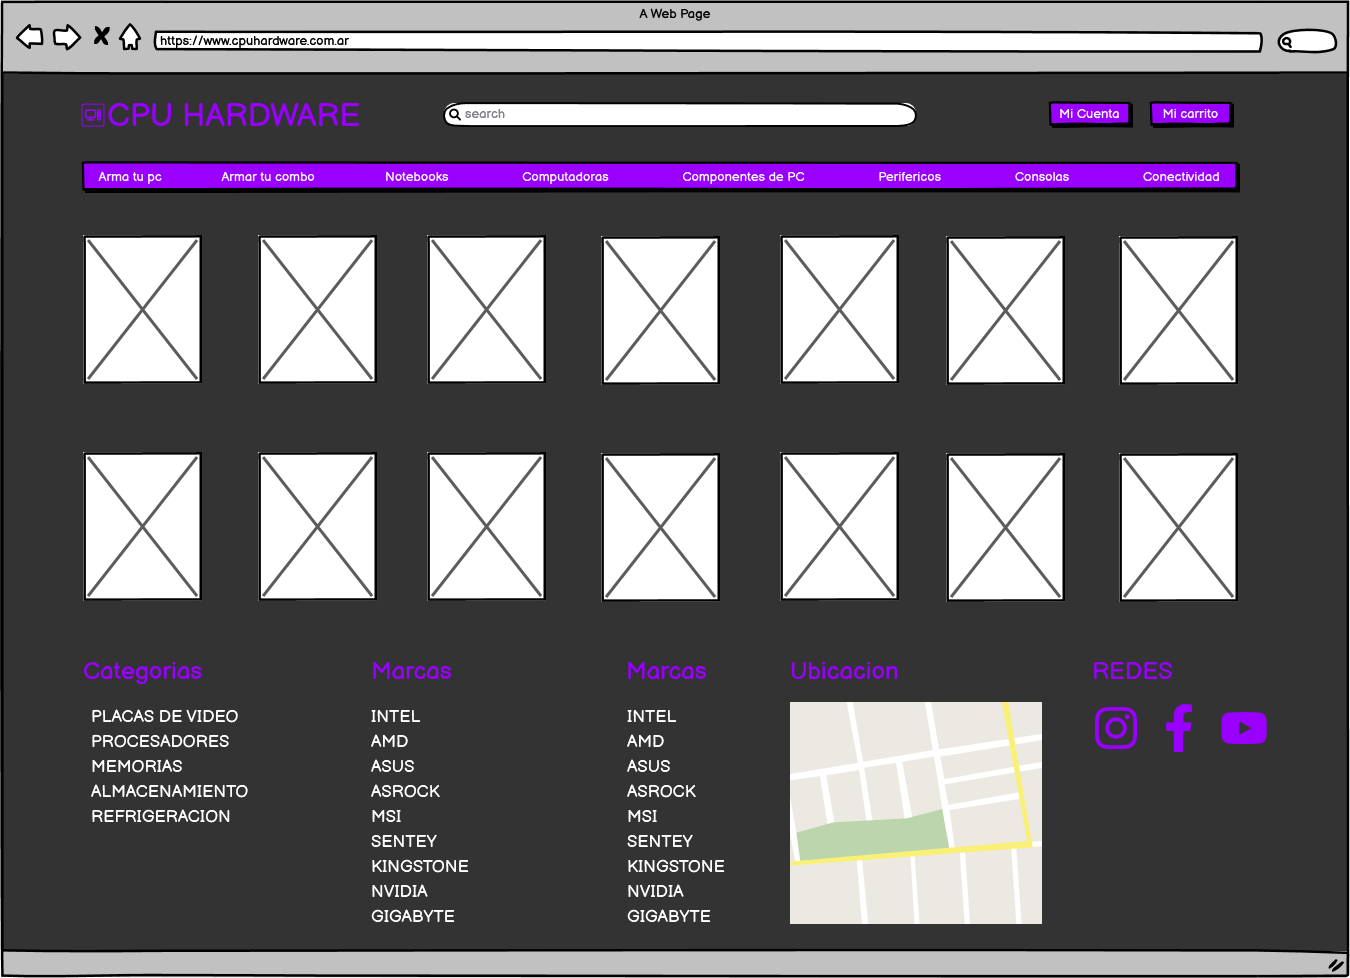 A Web Page
https://www.cpuhardware.com.ar
CPU HARDWARE
search
Mi Cuenta
Mi carrito
Arma tu pc
Armar tu combo
Notebooks
Computadoras
Componentes de PC
Perifericos
Consolas
Conectividad
Categorias
PLACAS DE VIDEO
PROCESADORES
MEMORIAS
ALMACENAMIENTO
REFRIGERACION
Marcas
INTEL
AMD
ASUS
ASROCK
MSI
SENTEY
KINGSTONE
NVIDIA
GIGABYTE
Marcas
INTEL
AMD
ASUS
ASROCK
MSI
SENTEY
KINGSTONE
NVIDIA
GIGABYTE
Ubicacion
REDES